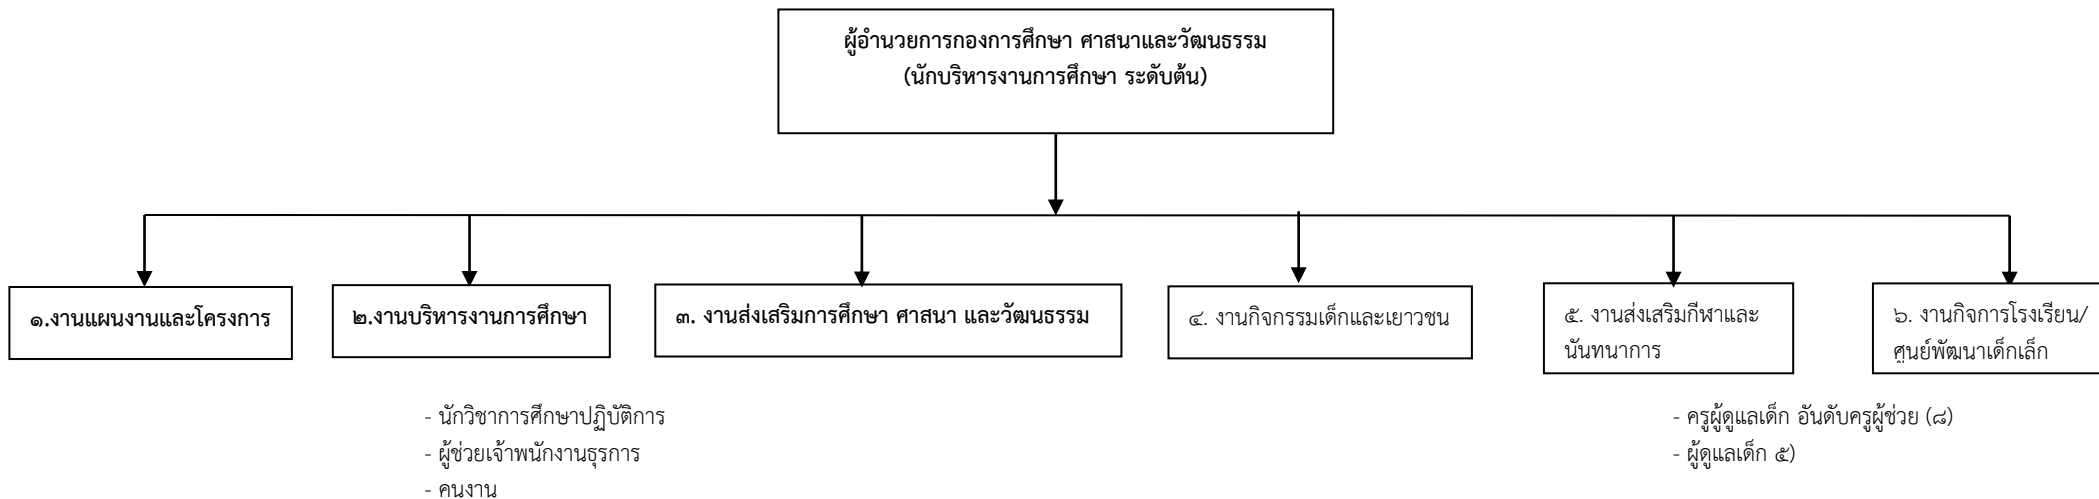 ผู้อำนวยการกองการศึกษา ศาสนาและวัฒนธรรม
(นักบริหารงานการศึกษา ระดับต้น)
๑.งานแผนงานและโครงการ
๒.งานบริหารงานการศึกษา
๓. งานส่งเสริมการศึกษา ศาสนา และวัฒนธรรม
๔. งานกิจกรรมเด็กและเยาวชน
๕. งานส่งเสริมกีฬาและ
นันทนาการ
๖. งานกิจการโรงเรียน/
ศูนย์พัฒนาเด็กเล็ก
- นักวิชาการศึกษาปฏิบัติการ
- ผู้ช่วยเจ้าพนักงานธุรการ
- คนงาน
- ครูผู้ดูแลเด็ก อันดับครูผู้ช่วย (๘)
- ผู้ดูแลเด็ก ๕)